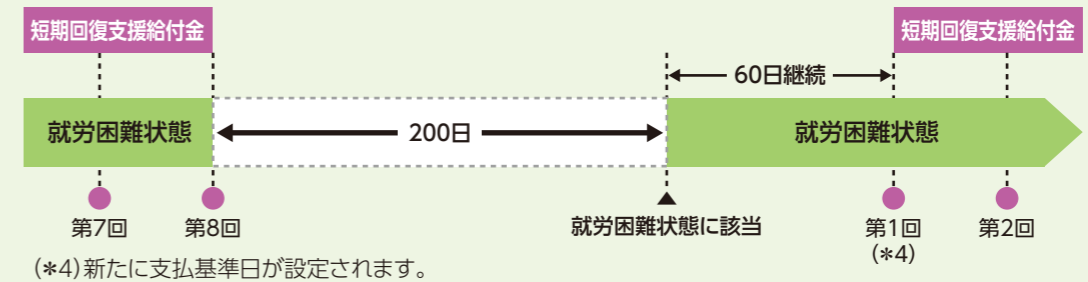 短期回復支援給付金
短期回復支援給付金
60日継続
就労困難状態
200日
就労困難状態
第7回
第8回
就労困難状態に該当
第1回
(*4)
第2回
(*4)新たに支払基準日が設定されます。